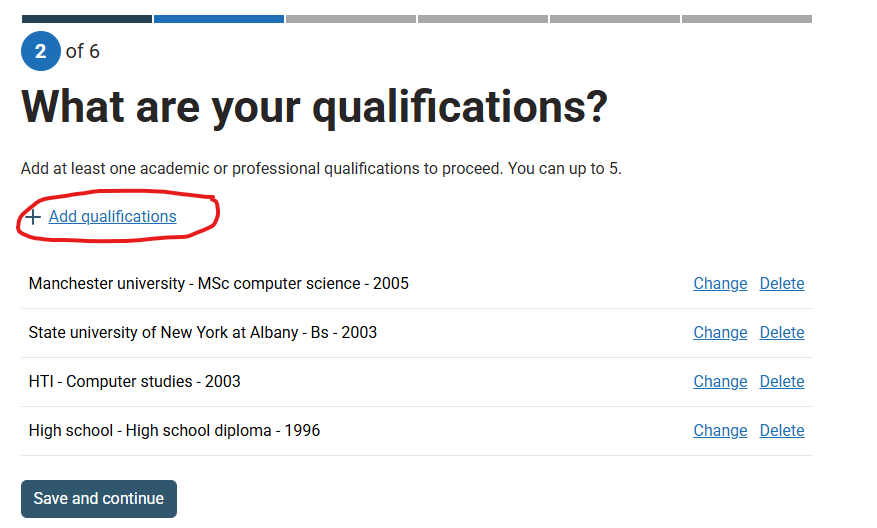 2 of 6
What are your qualifications?
Add at least one academic or professional qualifications to proceed. You can up to 5.
+ Add qualifications
Manchester university - MSc computer science - 2005 Change Delete
State university of New York at Albany - Bs - 2003 Change Delete
HTI - Computer studies - 2003 Change Delete
High school - High school diploma - 1996 Change Delete
Save and continue